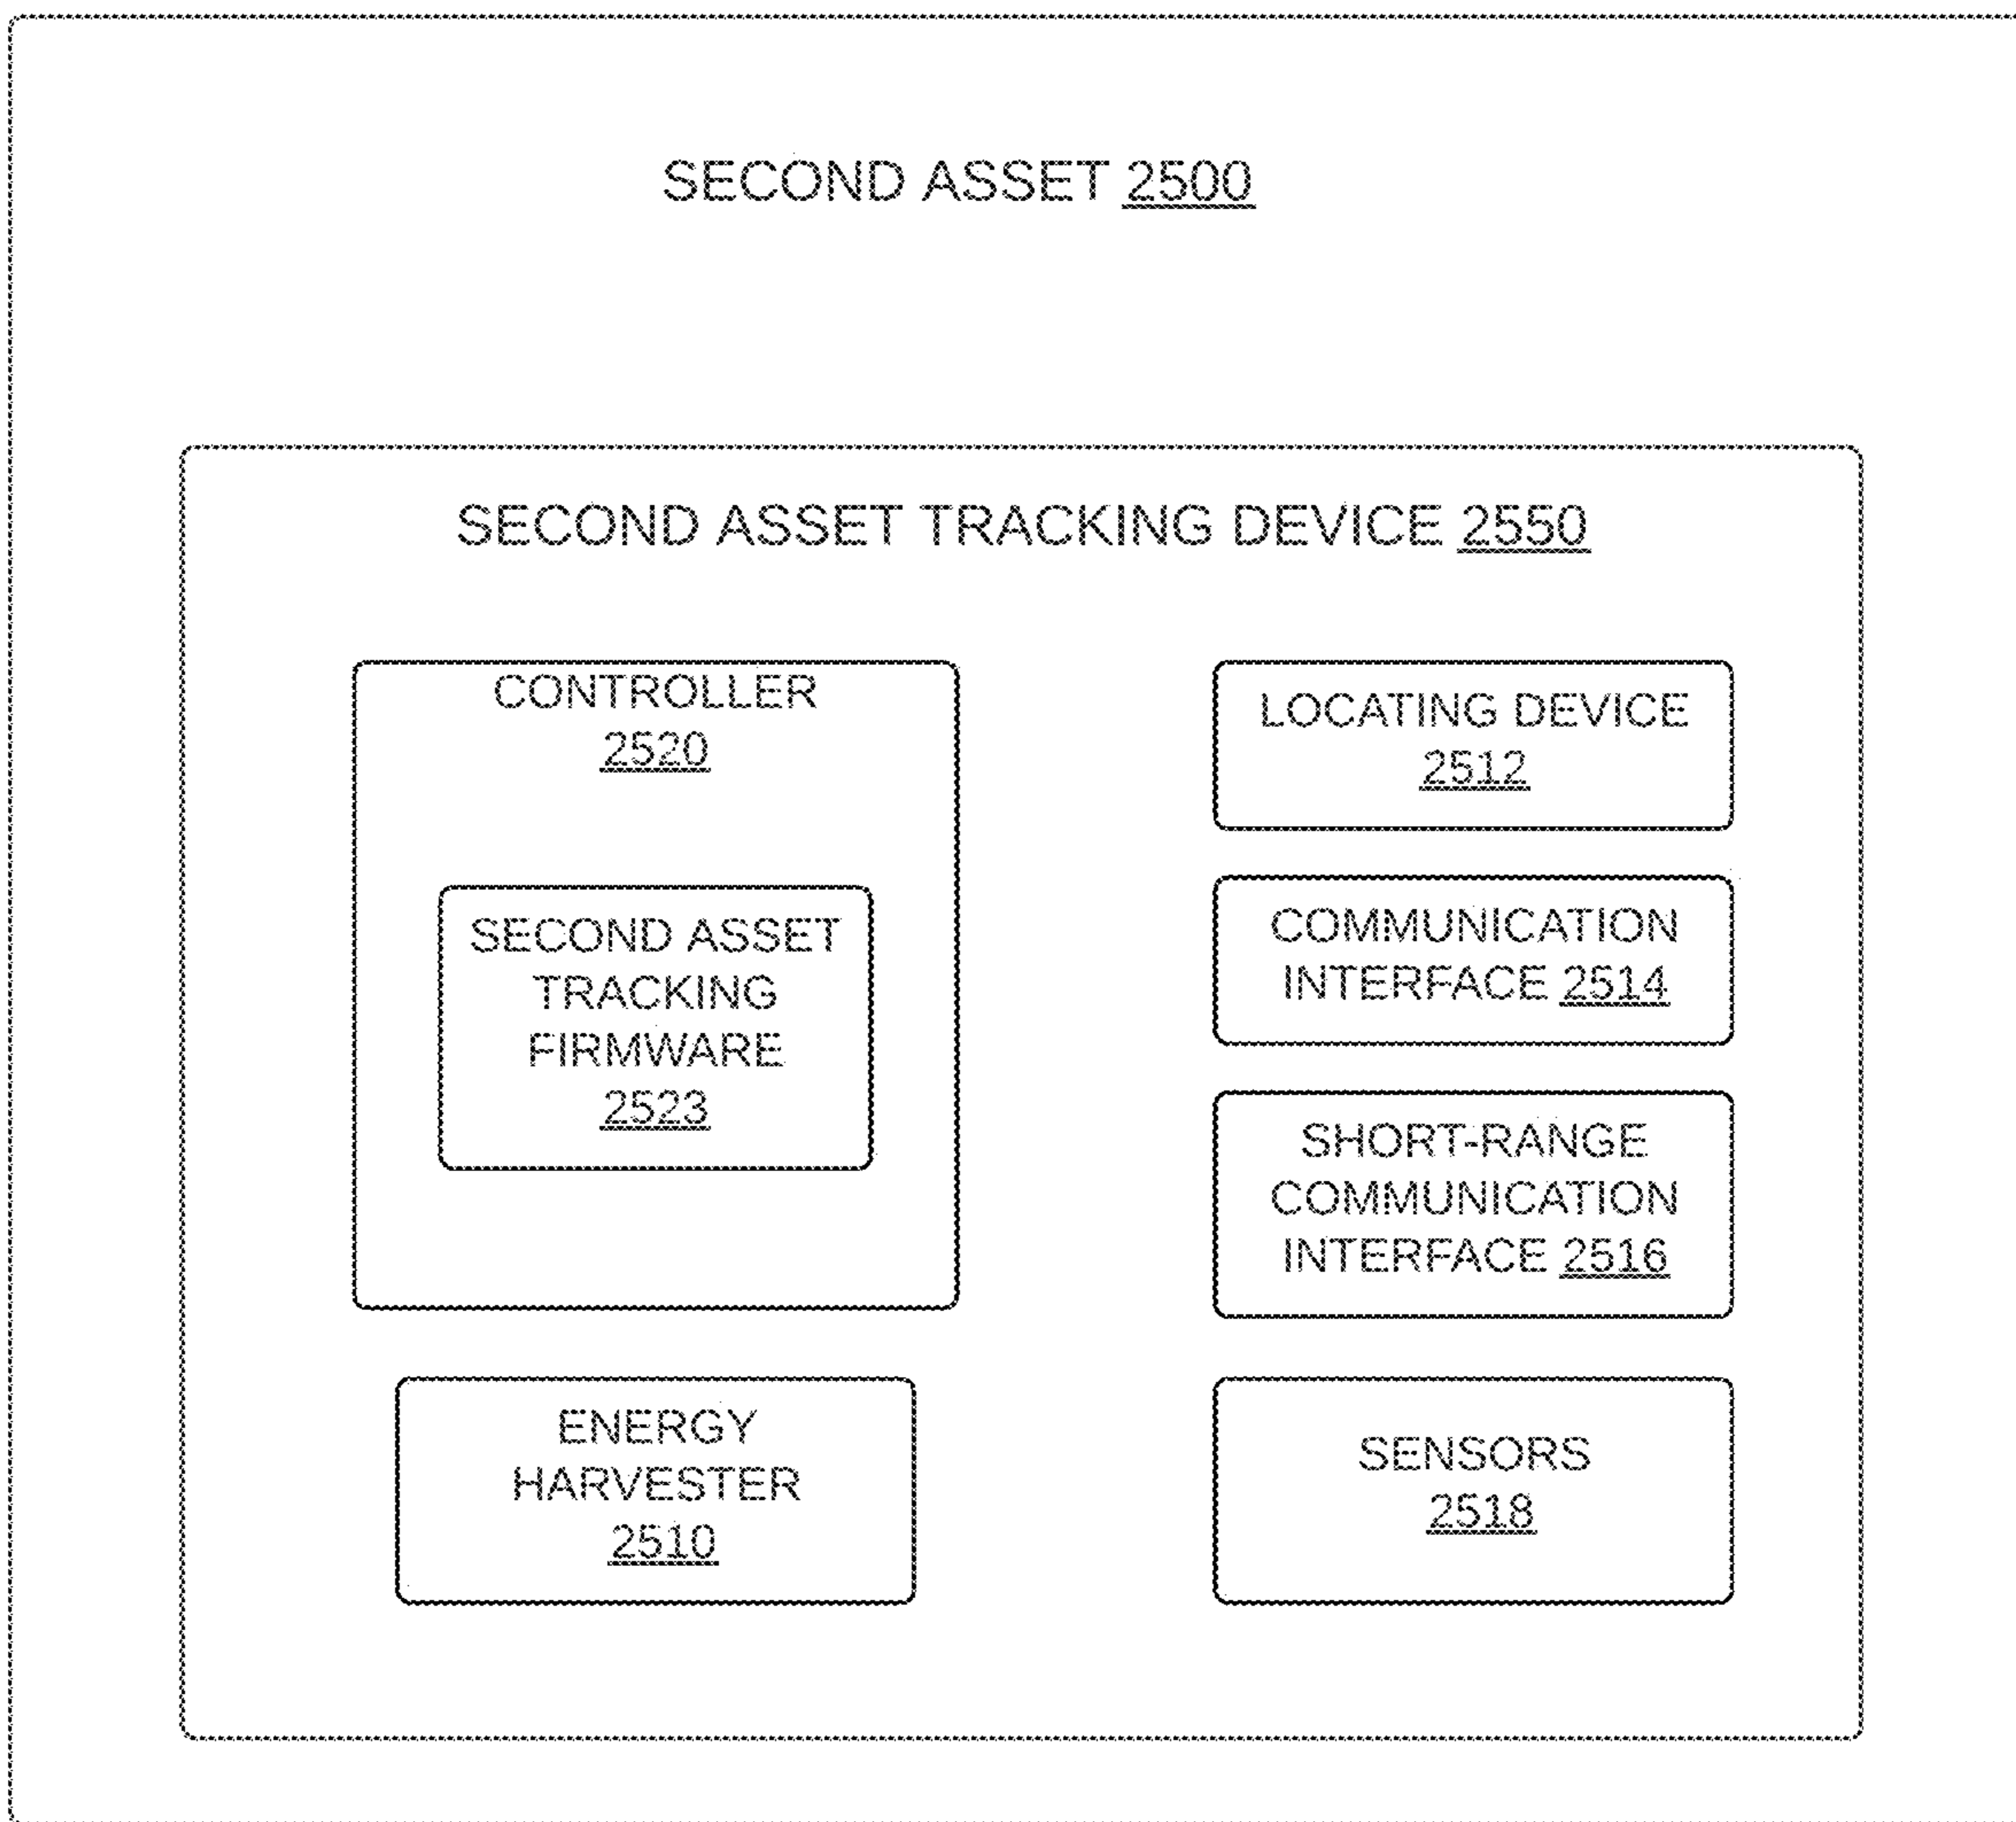 SECOND ASSET 2500
SECOND ASSET TRACKING DEVICE 2550
CONTROLLER
2520
SECOND ASSET
TRACKING
FIRMWARE
2523
ENERGY
HARVESTER
2510
LOCATING DEVICE
2512
COMMUNICATION
INTERFACE 2514
SHORT-RANGE
COMMUNICATION
INTERFACE 2516
SENSORS
2518